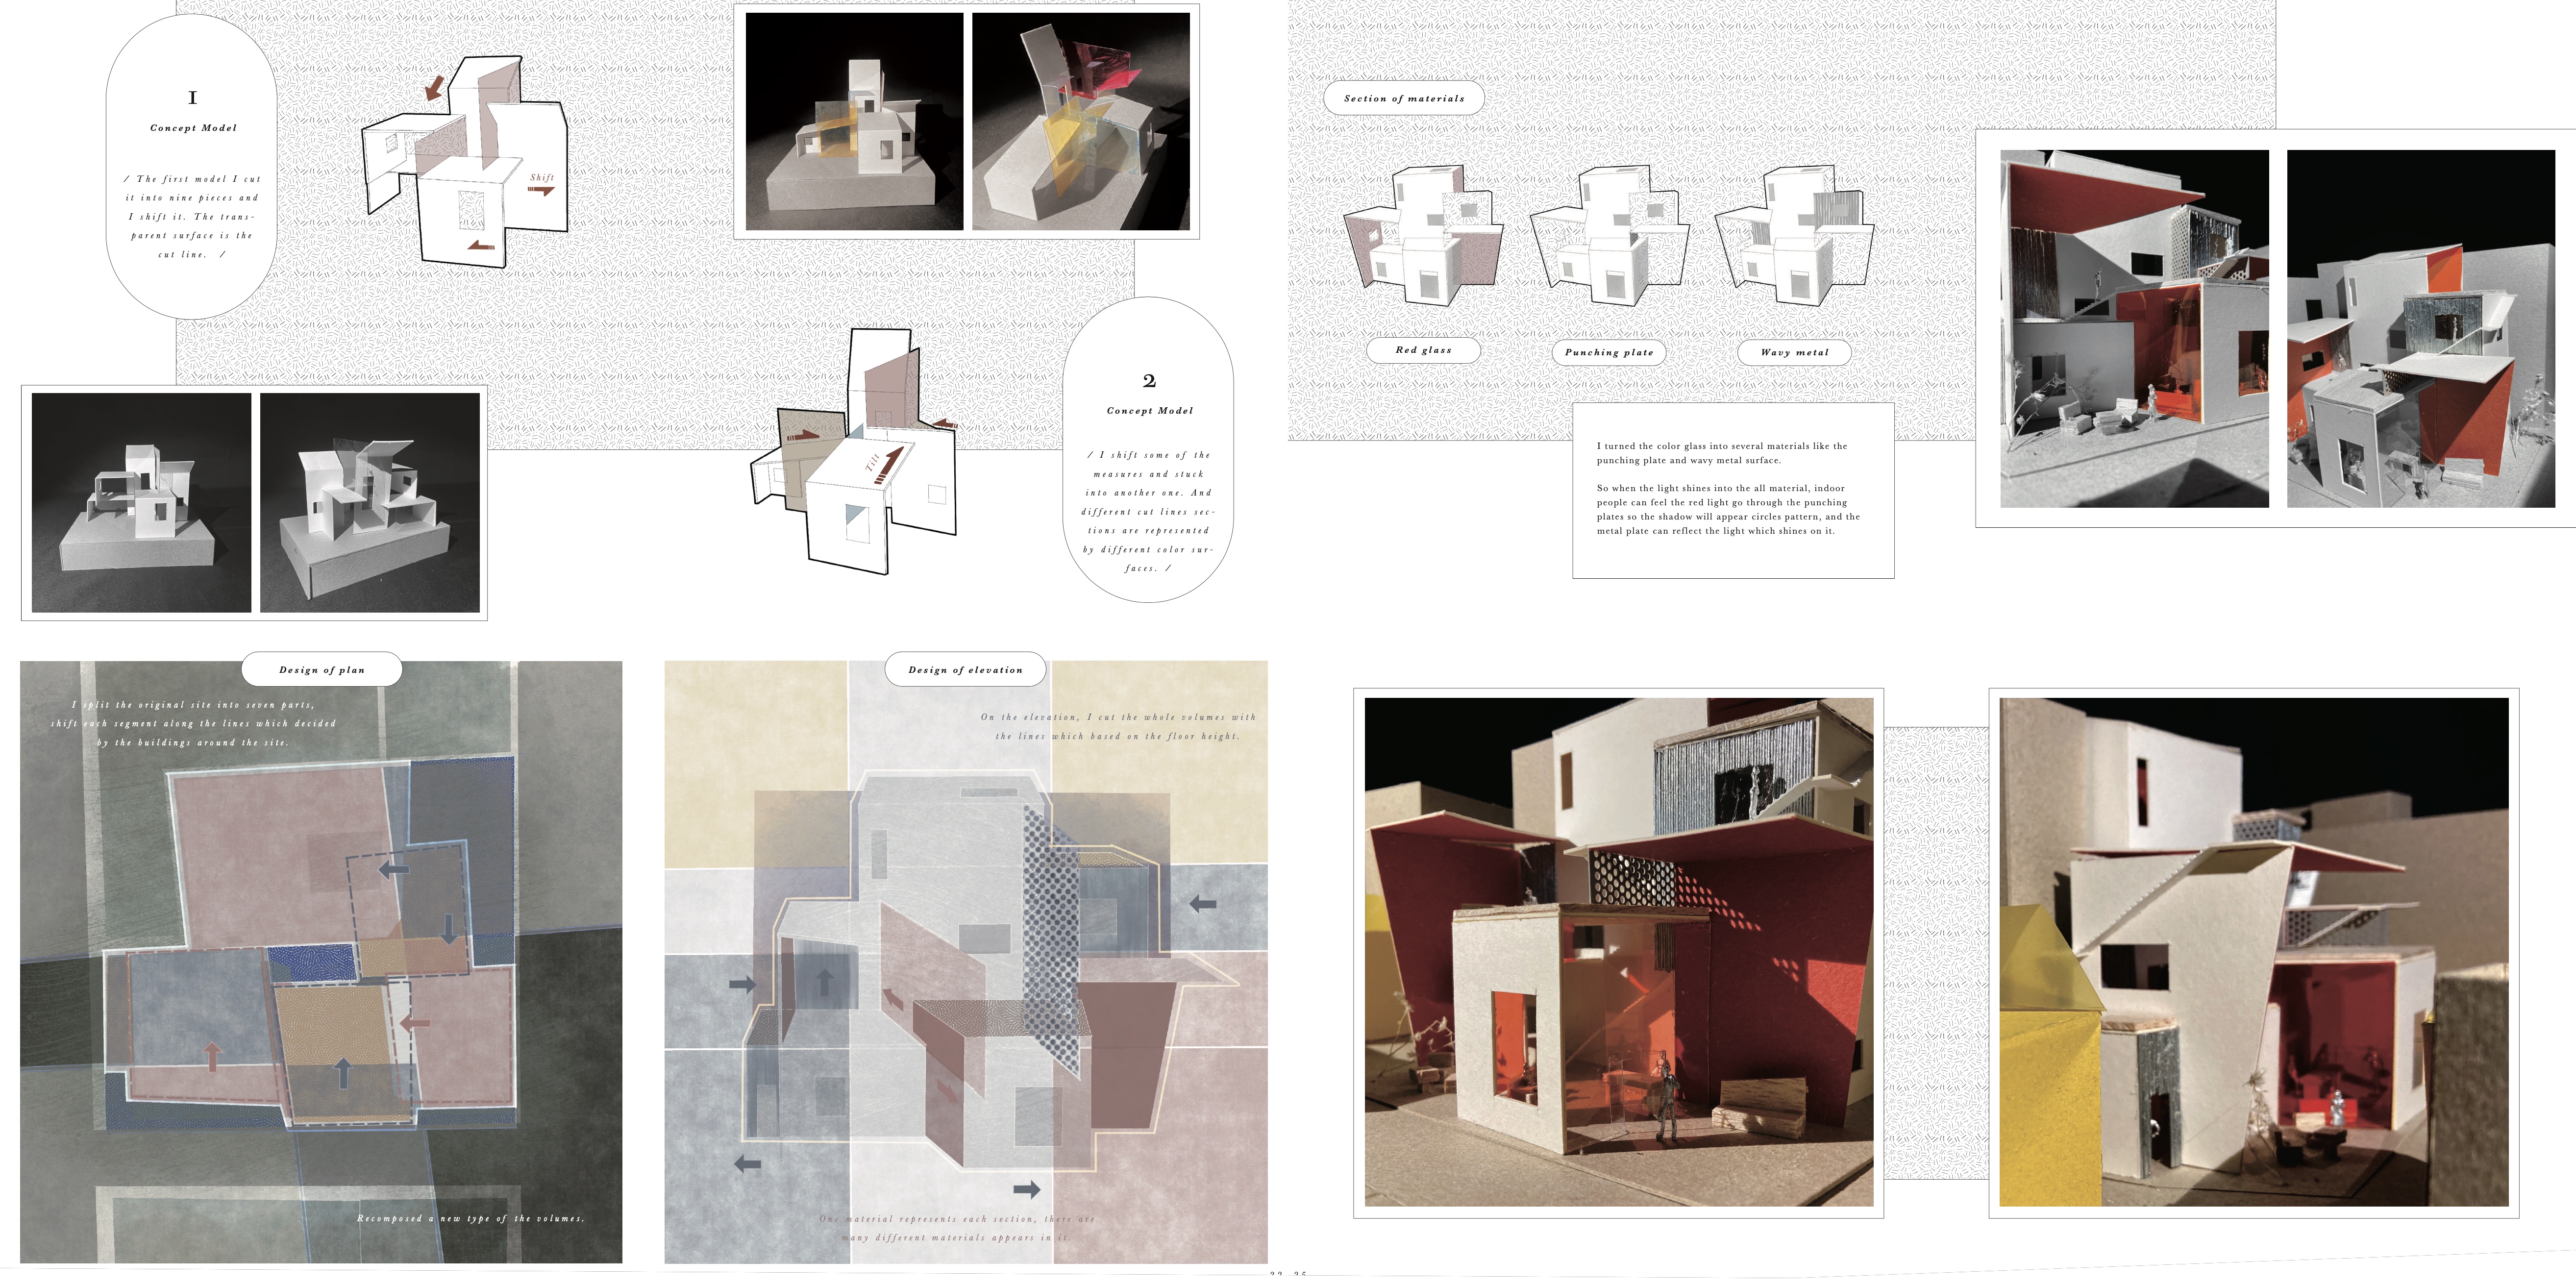 1
Concept Model
/ The first model I cut
it into nine pieces and
I shift it. The trans-
parent surface is the
cut line. /
Shift
2
Concept Model
/ I shift some of the
measures and stuck
into another one. And
different cut lines sec-
tions are represented
by different color sur-
faces. /
Tilt
Section of materials
Red glass
Punching plate
Wavy metal
I turned the color glass into several materials like the
punching plate and wavy metal surface.
So when the light shines into the all material, indoor
people can feel the red light go through the punching
plates so the shadow will appear circles pattern, and the
metal plate can reflect the light which shines on it.
Design of plan
I split the original site into seven parts,
shift each segment along the lines which decided
by the buildings around the site.
Recomposed a new type of the volumes.
Design of elevation
On the elevation, I cut the whole volumes with
the lines which based on the floor height.
One material represents each section, there are
many different materials appears in it